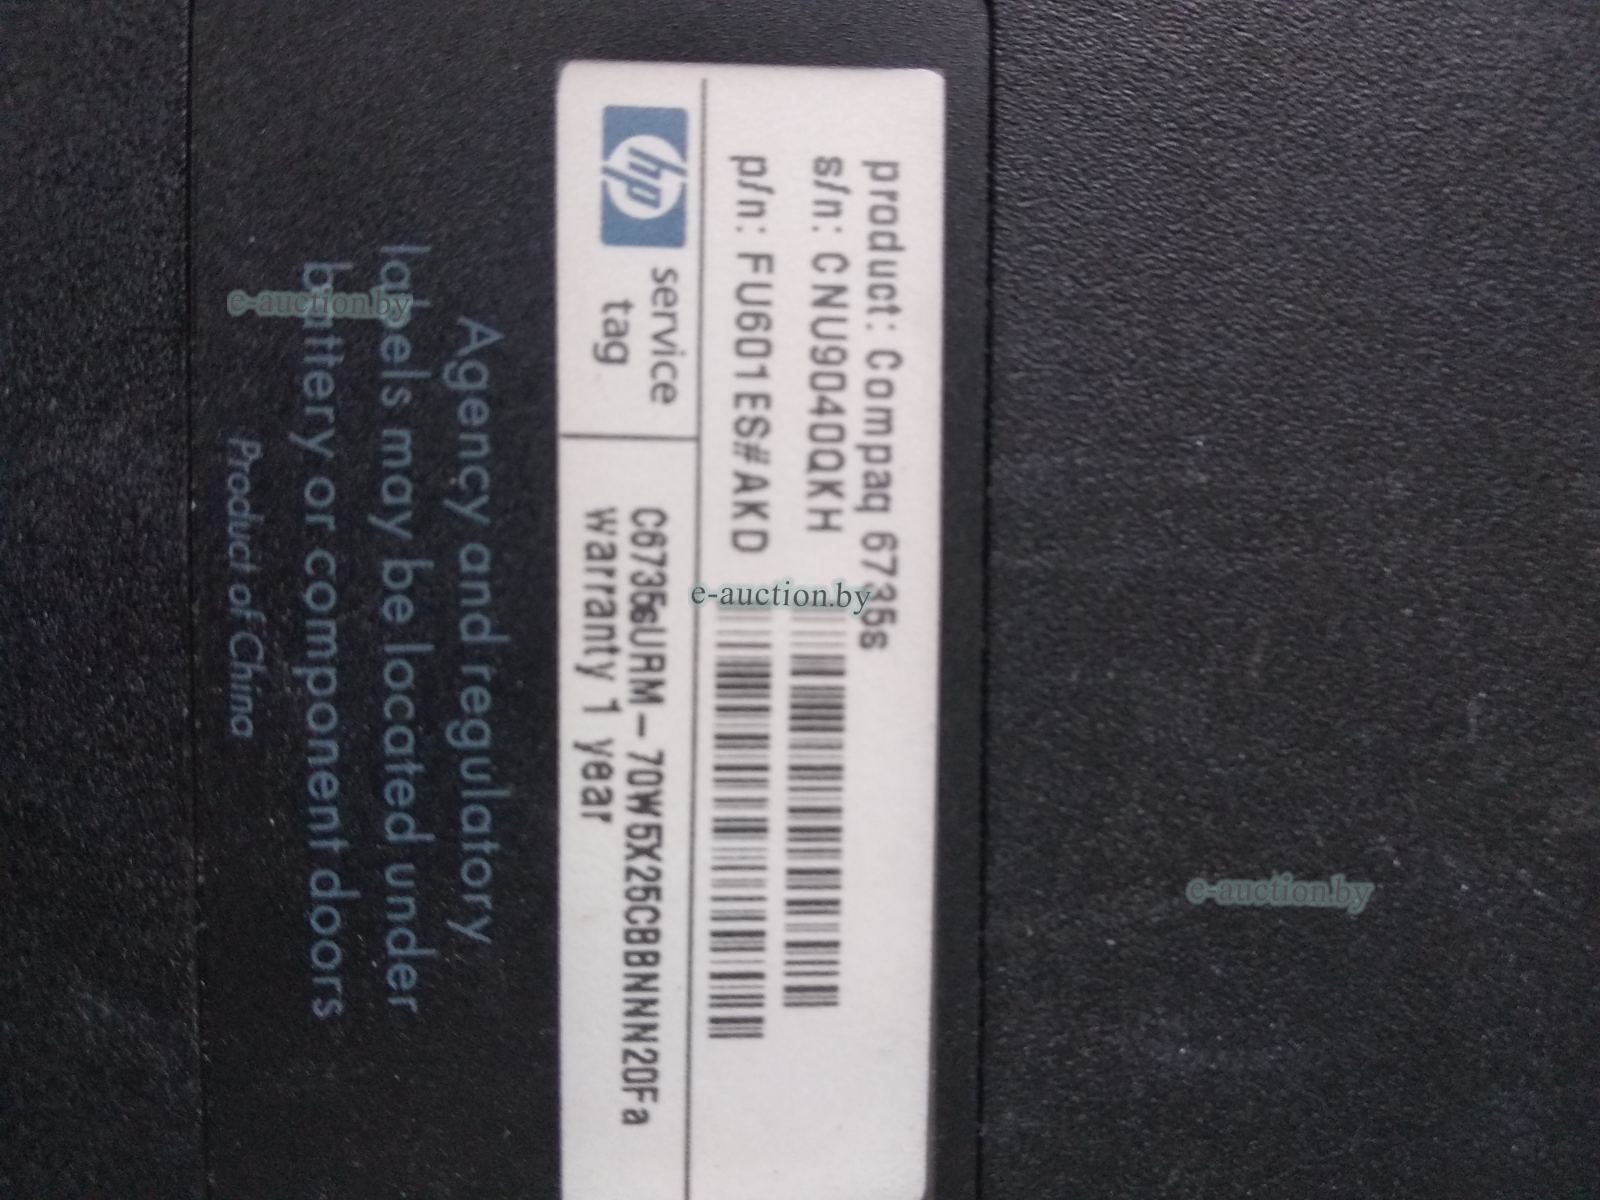 product: Compaq 6735s
s/n: CNU9040QKH
p/n: FU601ES#AKD
hp
service
tag
C6735sURM-70W5X25CBBNNN20Fa
warranty 1 year
Agency and regulatory
labels may be located under
battery or component doors
Product of China
e-auction.by
e-auction.by
e-auction.by